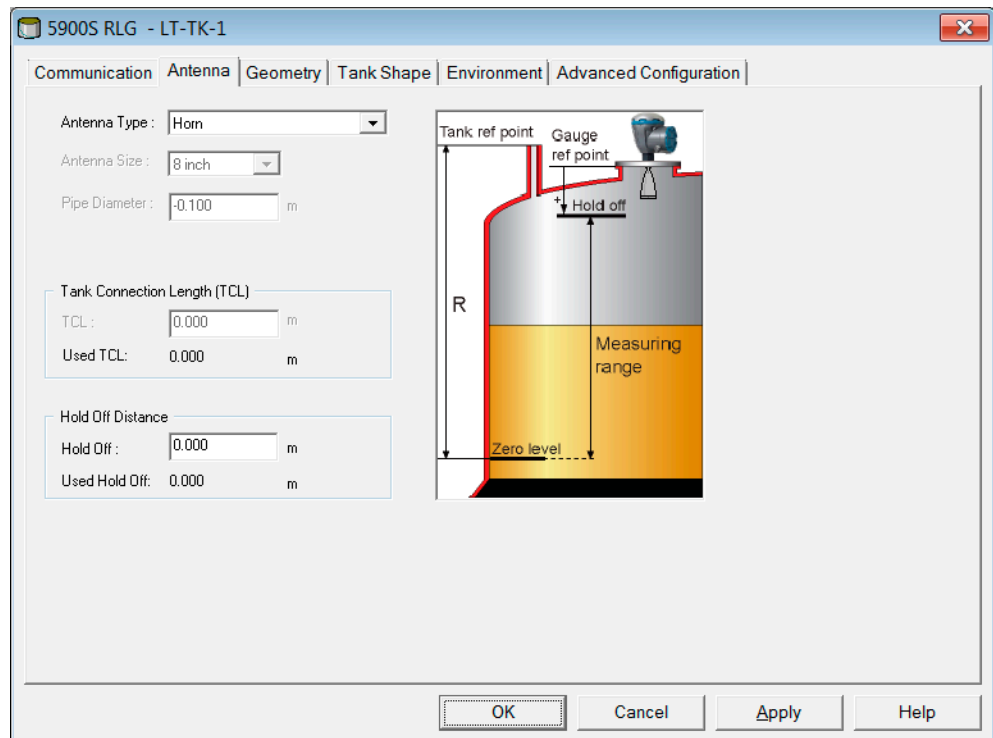 5900S RLG - LT-TK-1
Communication Antenna Geometry Tank Shape Environment Advanced Configuration
Antenna Type : Horn
Antenna Size : 8 inch
Pipe Diameter : -0.100 m
Tank Connection Length (TCL)
TCL : 0.000 m
Used TCL: 0.000 m
Hold Off Distance
Hold Off : 0.000 m
Used Hold Off: 0.000 m
Tank ref point
Gauge
ref point
+
Hold off
R
Measuring
range
Zero level
OK Cancel Apply Help